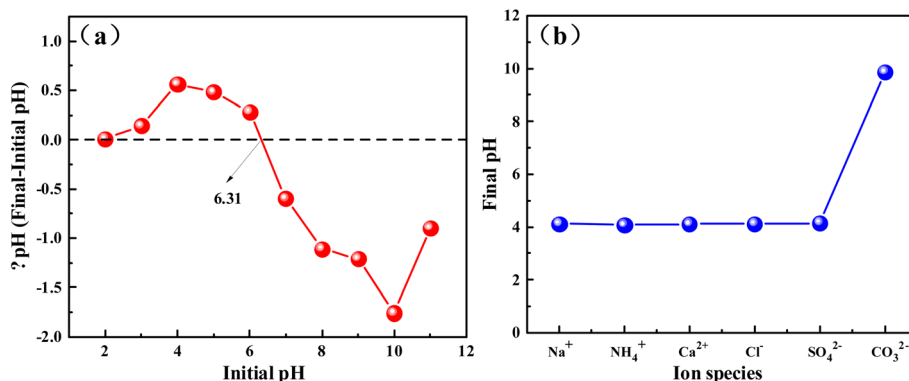 (a)
1.0
0.5
0.0
-0.5
-1.0
-1.5
-2.0
?pH (Final-Initial pH)
6.31
2 4 6 8 10 12
Initial pH
(b)
12
10
8
6
4
2
0
Final pH
Na⁺ NH₄⁺ Ca²⁺ Cl⁻ SO₄²⁻ CO₃²⁻
Ion species